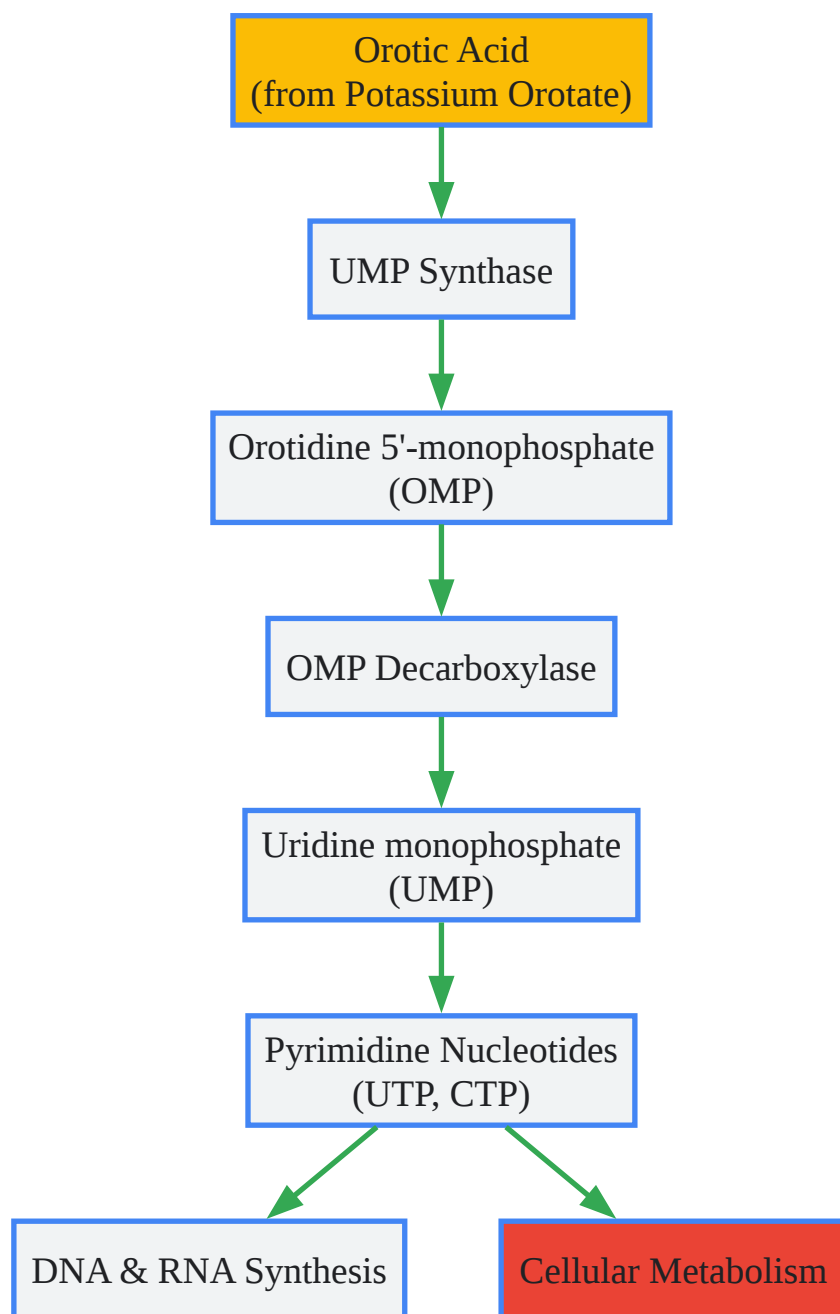 Orotic Acid
(from Potassium Orotate)
UMP Synthase
Orotidine 5'-monophosphate
(OMP)
OMP Decarboxylase
Uridine monophosphate
(UMP)
Pyrimidine Nucleotides
(UTP, CTP)
DNA & RNA Synthesis
Cellular Metabolism